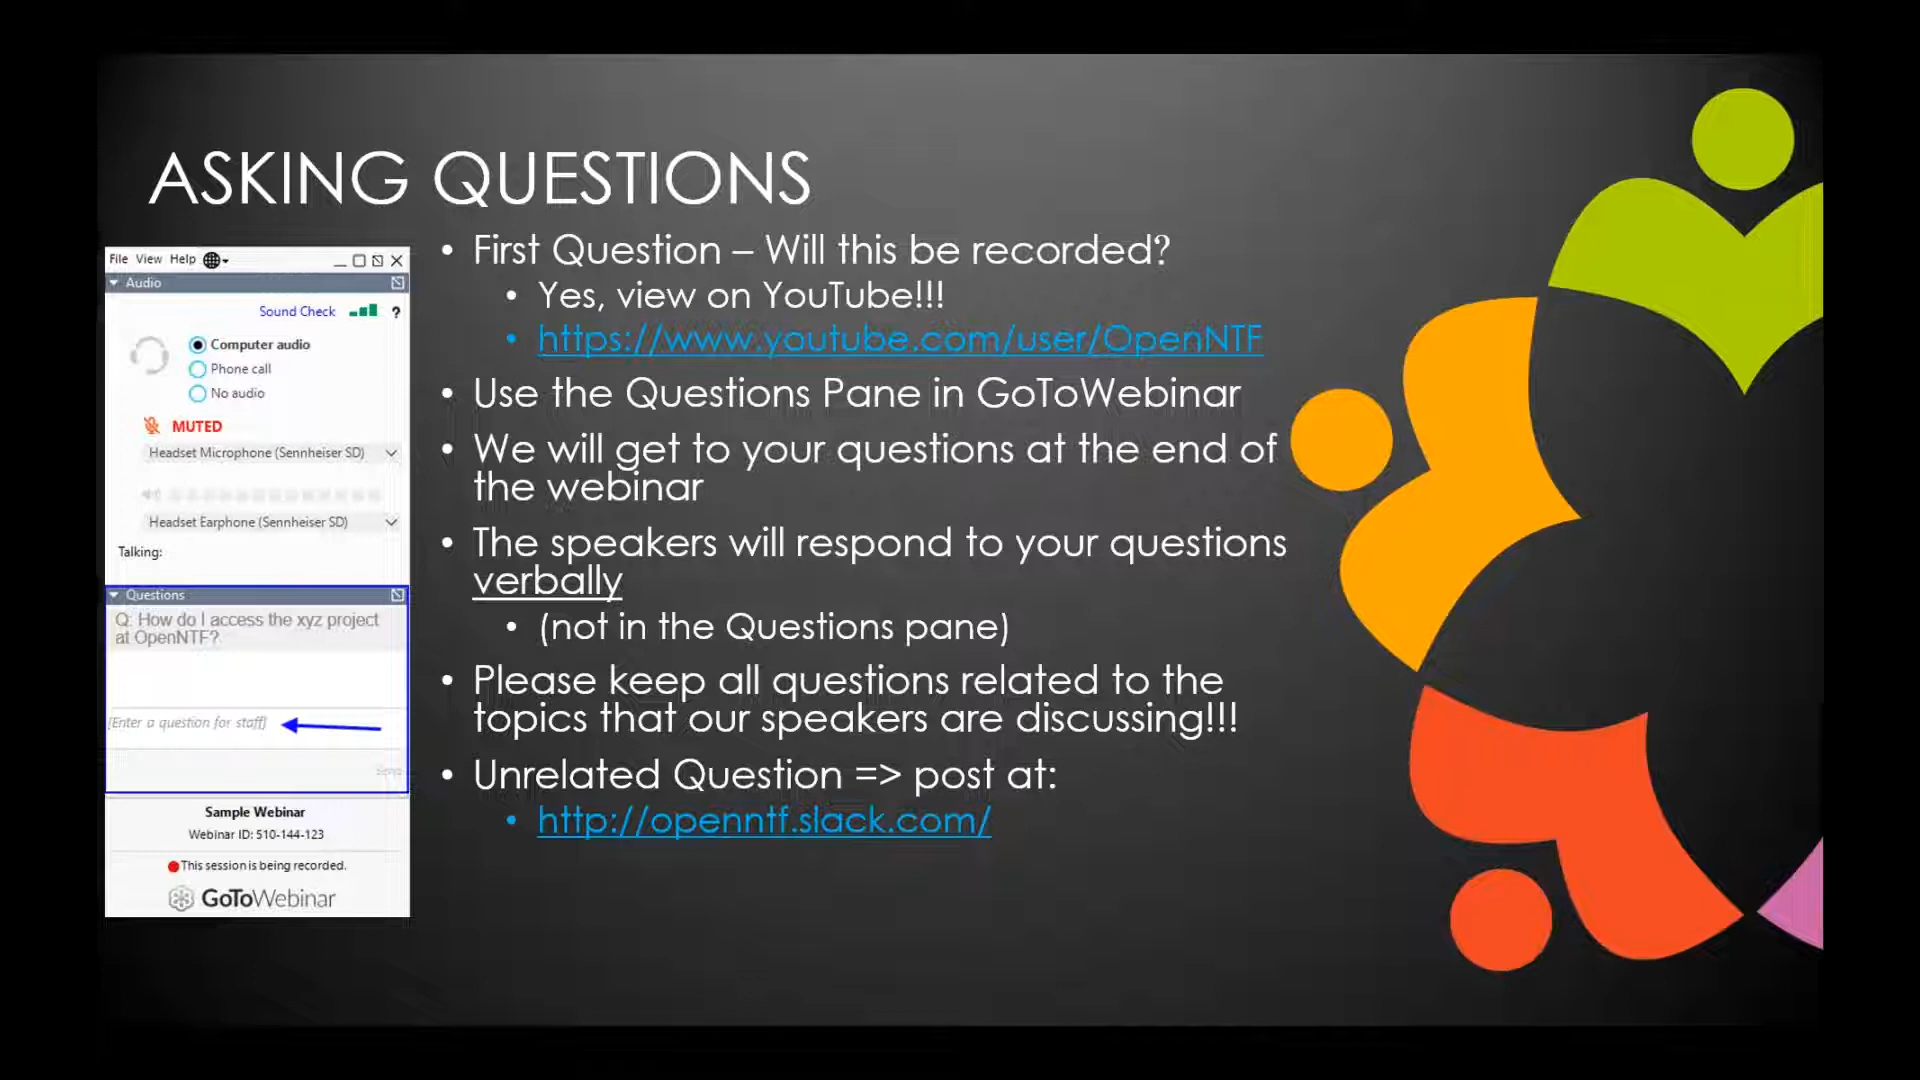 ASKING QUESTIONS
File View Help
Audio
Sound Check ?
Computer audio
Phone call
No audio
MUTED
Headset Microphone (Sennheiser SD)
Headset Earphone (Sennheiser SD)
Talking:
Questions
Q: How do I access the xyz project
at OpenNTF?
[Enter a question for staff]
Send
Sample Webinar
Webinar ID: 510-144-123
This session is being recorded.
GoToWebinar
• First Question – Will this be recorded?
• Yes, view on YouTube!!!
• https://www.youtube.com/user/OpenNTF
• Use the Questions Pane in GoToWebinar
• We will get to your questions at the end of
the webinar
• The speakers will respond to your questions
verbally
• (not in the Questions pane)
• Please keep all questions related to the
topics that our speakers are discussing!!!
• Unrelated Question => post at:
• http://openntf.slack.com/